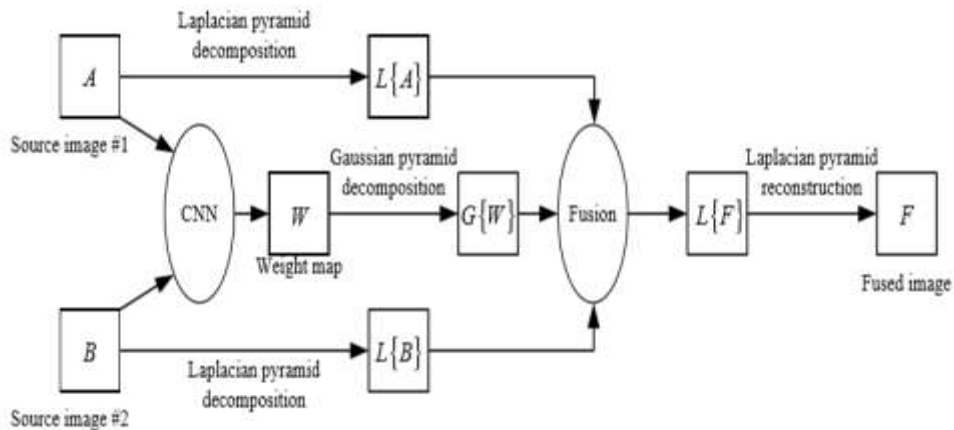 Laplacian pyramid
decomposition
A
L{A}
Source image #1
Gaussian pyramid
decomposition
Laplacian pyramid
reconstruction
CNN
W
G{W}
Fusion
L{F}
F
Weight map
Fused image
B
L{B}
Laplacian pyramid
decomposition
Source image #2